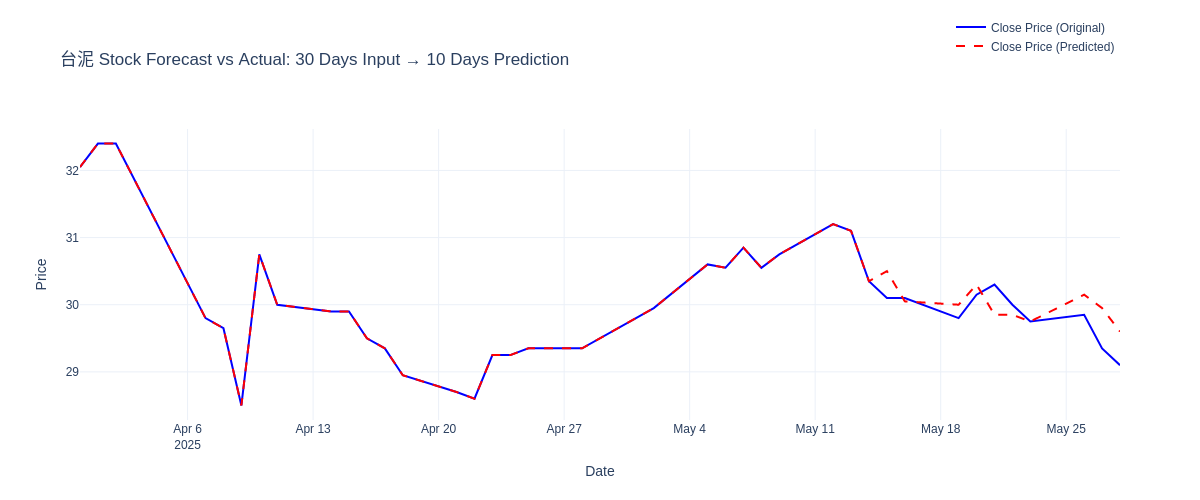 Close Price (Original)
Close Price (Predicted)
台泥 Stock Forecast vs Actual: 30 Days Input → 10 Days Prediction
Price
32
31
30
29
Apr 6
2025
Apr 13
Apr 20
Apr 27
May 4
May 11
May 18
May 25
Date